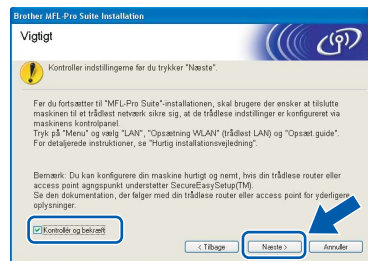 Brother MFL-Pro Suite Installation
Vigtigt
Kontroller indstillingerne før du trykker "Næste".
Før du fortsætter til "MFL-Pro Suite"-installationen, skal brugere der ønsker at tilslutte
maskinen til et trådløst netværk sikre sig, at de trådløse indstillinger er konfigureret via
maskinens kontrolpanel.
Tryk på "Menu" og vælg "LAN", "Opsætning WLAN" (trådløst LAN) og "Opsæt.guide".
For detaljerede instruktioner, se "Hurtig installationsvejledning".
Bemærk: Du kan konfigurere din maskine hurtigt og nemt, hvis din trådløse router eller
access point agngspunkt understetter SecureEasySetup(TM).
Se den dokumentation, der følger med din trådløse router eller access point for yderligere
oplysninger.
Kontrollér og bekræft
< Tilbage
Næste >
Annuller